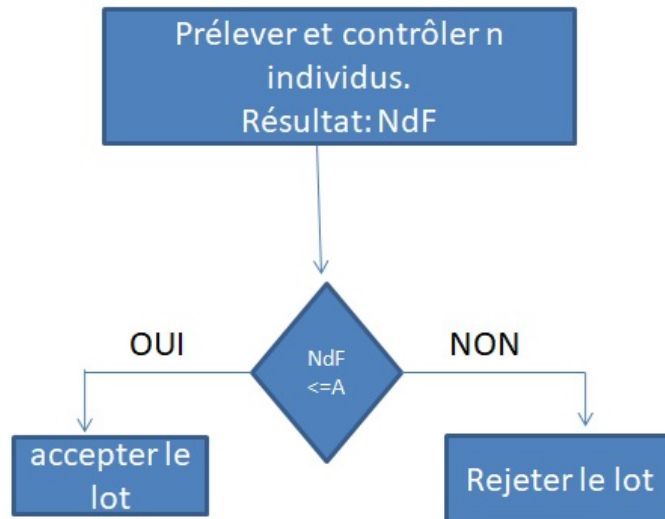 Prélever et contrôler n
individus.
Résultat: NdF
OUI
NdF
<=A
NON
accepter le
lot
Rejeter le lot